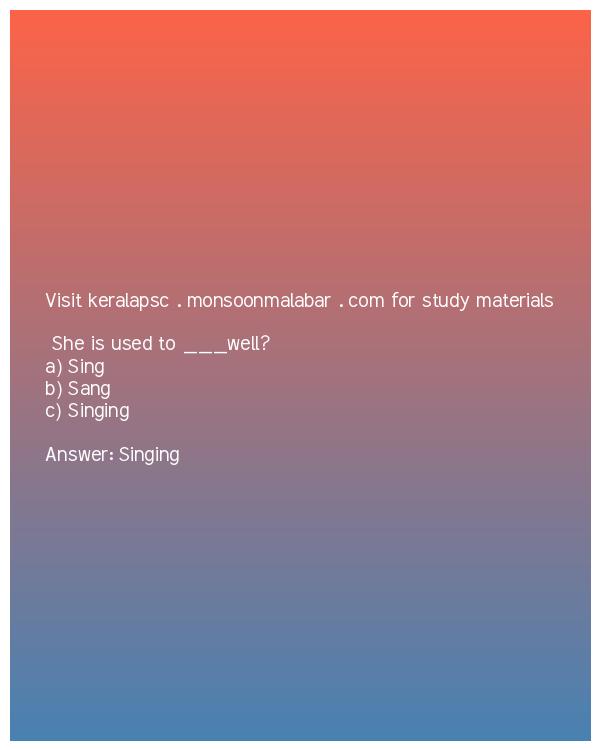 Visit keralapsc . monsoonmalabar . com for study materials
She is used to ___well?
a) Sing
b) Sang
c) Singing
Answer: Singing